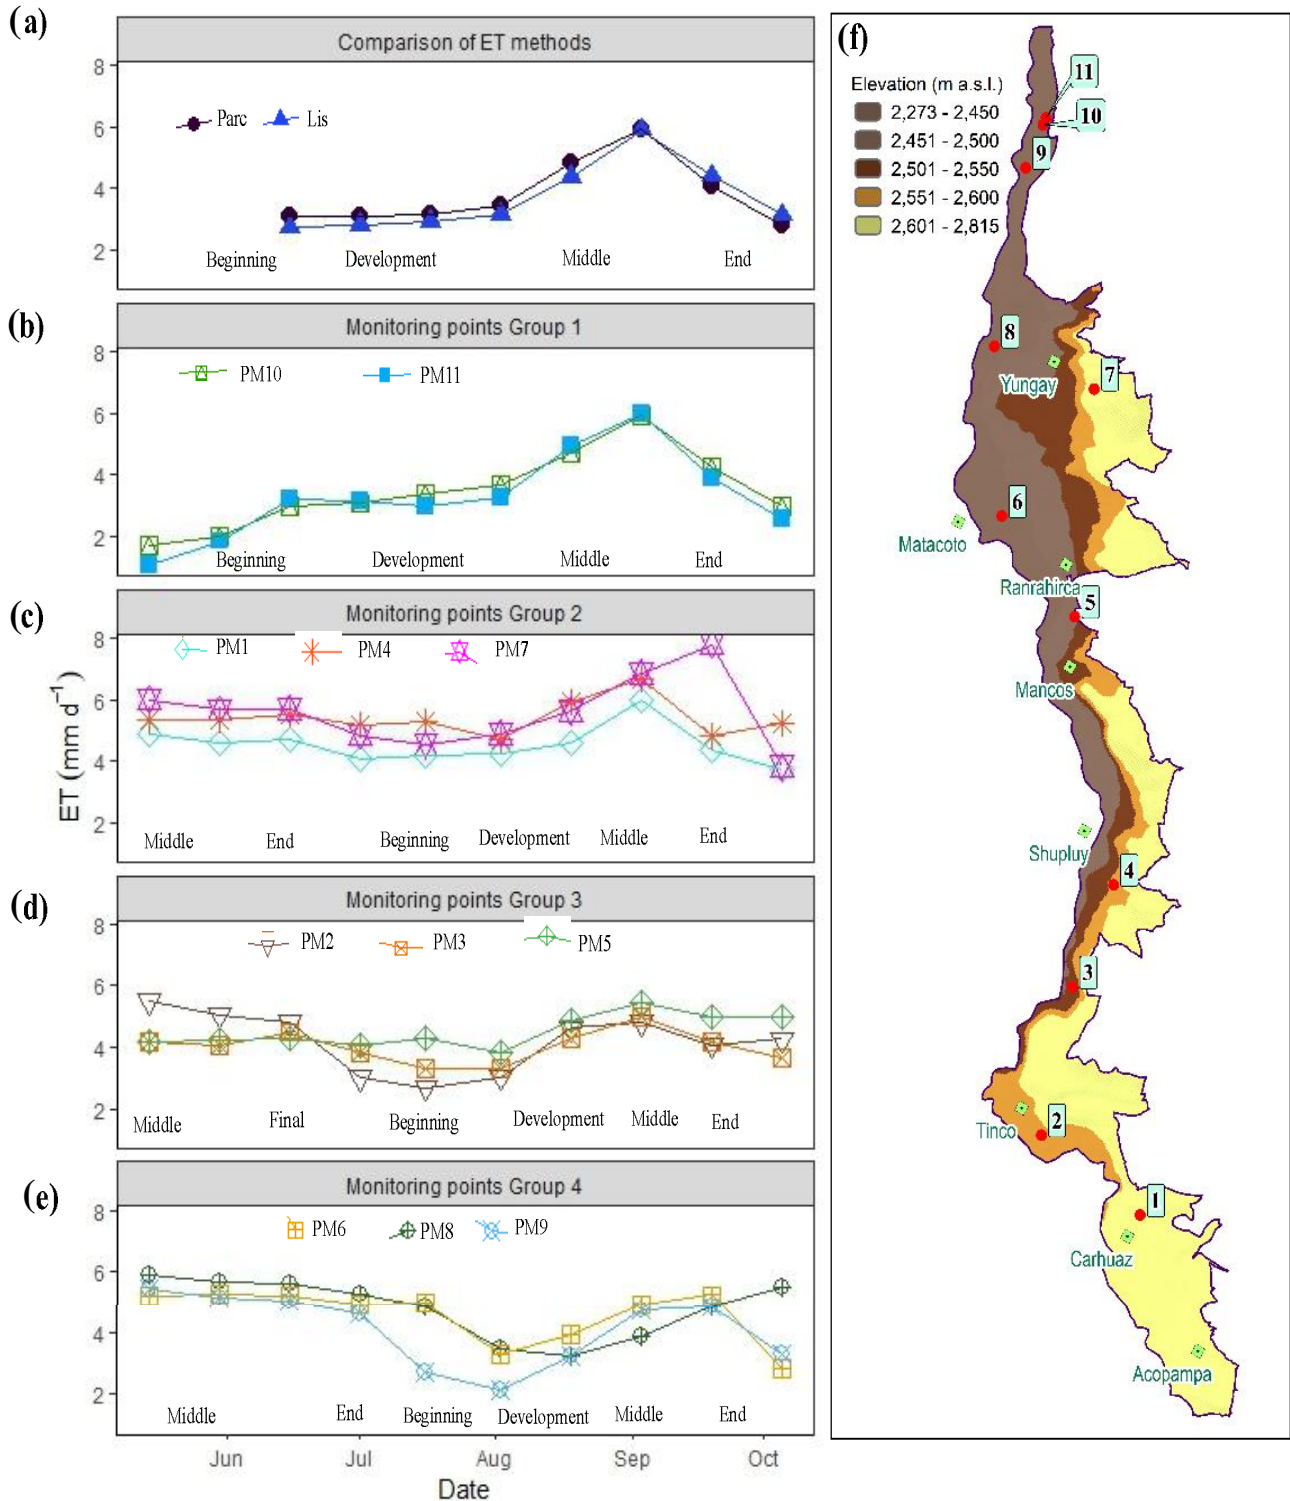 (a)
Comparison of ET methods
8
6
4
2
Parc
Lis
Beginning
Development
Middle
End
(b)
Monitoring points Group 1
8
6
4
2
PM10
PM11
Beginning
Development
Middle
End
(c)
Monitoring points Group 2
8
6
4
2
PM1
PM4
PM7
Middle
End
Beginning
Development
Middle
End
ET (mm d⁻¹)
(d)
Monitoring points Group 3
8
6
4
2
PM2
PM3
PM5
Middle
Final
Beginning
Development
Middle
End
(e)
Monitoring points Group 4
8
6
4
2
PM6
PM8
PM9
Middle
End
Beginning
Development
Middle
End
Jun
Jul
Aug
Sep
Oct
Date
(f)
Elevation (m a.s.l.)
2,273 - 2,450
2,451 - 2,500
2,501 - 2,550
2,551 - 2,600
2,601 - 2,815
11
10
9
8
Yungay
7
6
Matacoto
Ranrahirca
5
Mancos
Shupluy
4
3
Tinco
2
1
Carhuaz
Acopampa